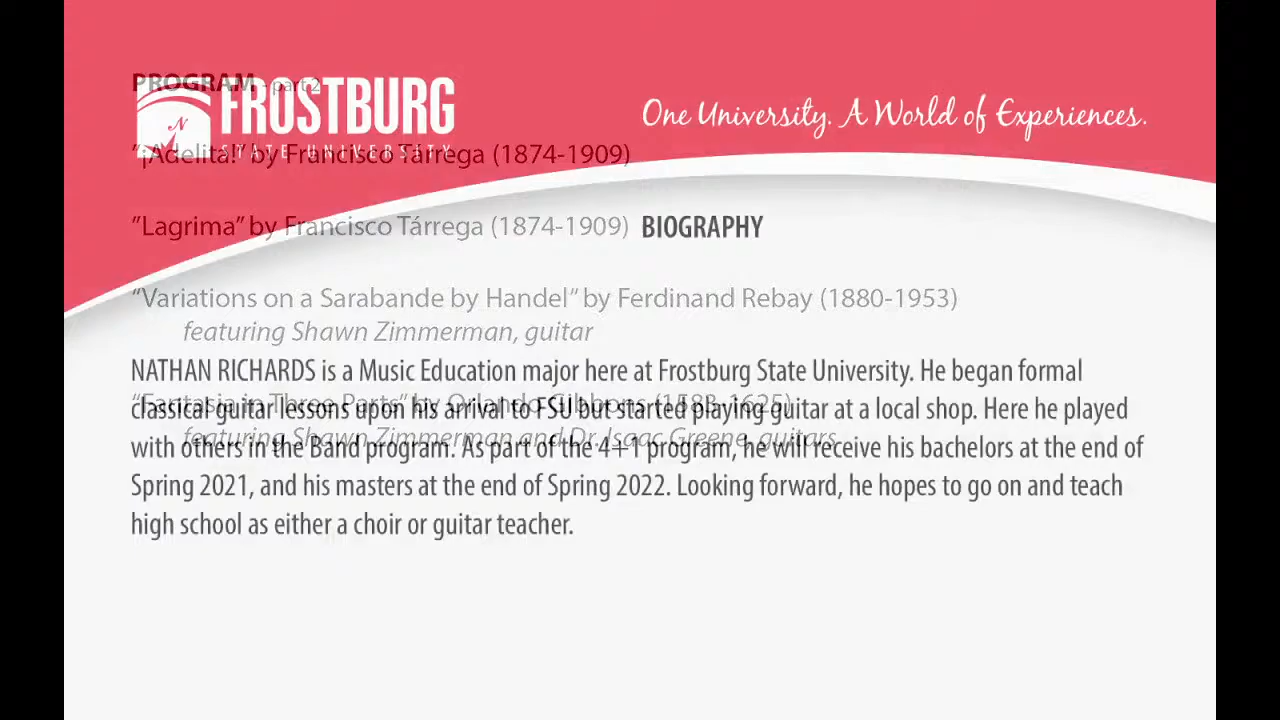 PROGRAM - part 2
FROSTBURG
STATE UNIVERSITY
One University. A World of Experiences.
"¡Adelita!" by Francisco Tárrega (1874-1909)
"Lagrima" by Francisco Tárrega (1874-1909)
BIOGRAPHY
"Variations on a Sarabande by Handel" by Ferdinand Rebay (1880-1953)
featuring Shawn Zimmerman, guitar
NATHAN RICHARDS is a Music Education major here at Frostburg State University. He began formal
"Fantasia in Three Parts" by Orlando Gibbons (1583-1625)
classical guitar lessons upon his arrival to FSU but started playing guitar at a local shop. Here he played
featuring Shawn Zimmerman and Dr. Isaac Greene, guitars
with others in the Band program. As part of the 4+1 program, he will receive his bachelors at the end of
Spring 2021, and his masters at the end of Spring 2022. Looking forward, he hopes to go on and teach
high school as either a choir or guitar teacher.